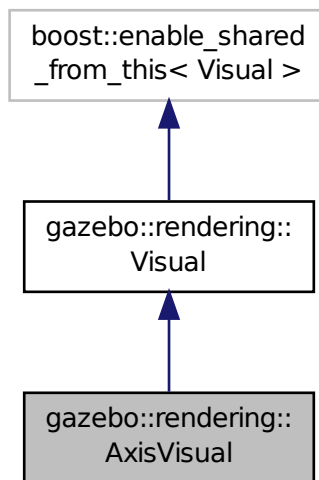 boost::enable_shared
_from_this< Visual >
gazebo::rendering::
Visual
gazebo::rendering::
AxisVisual